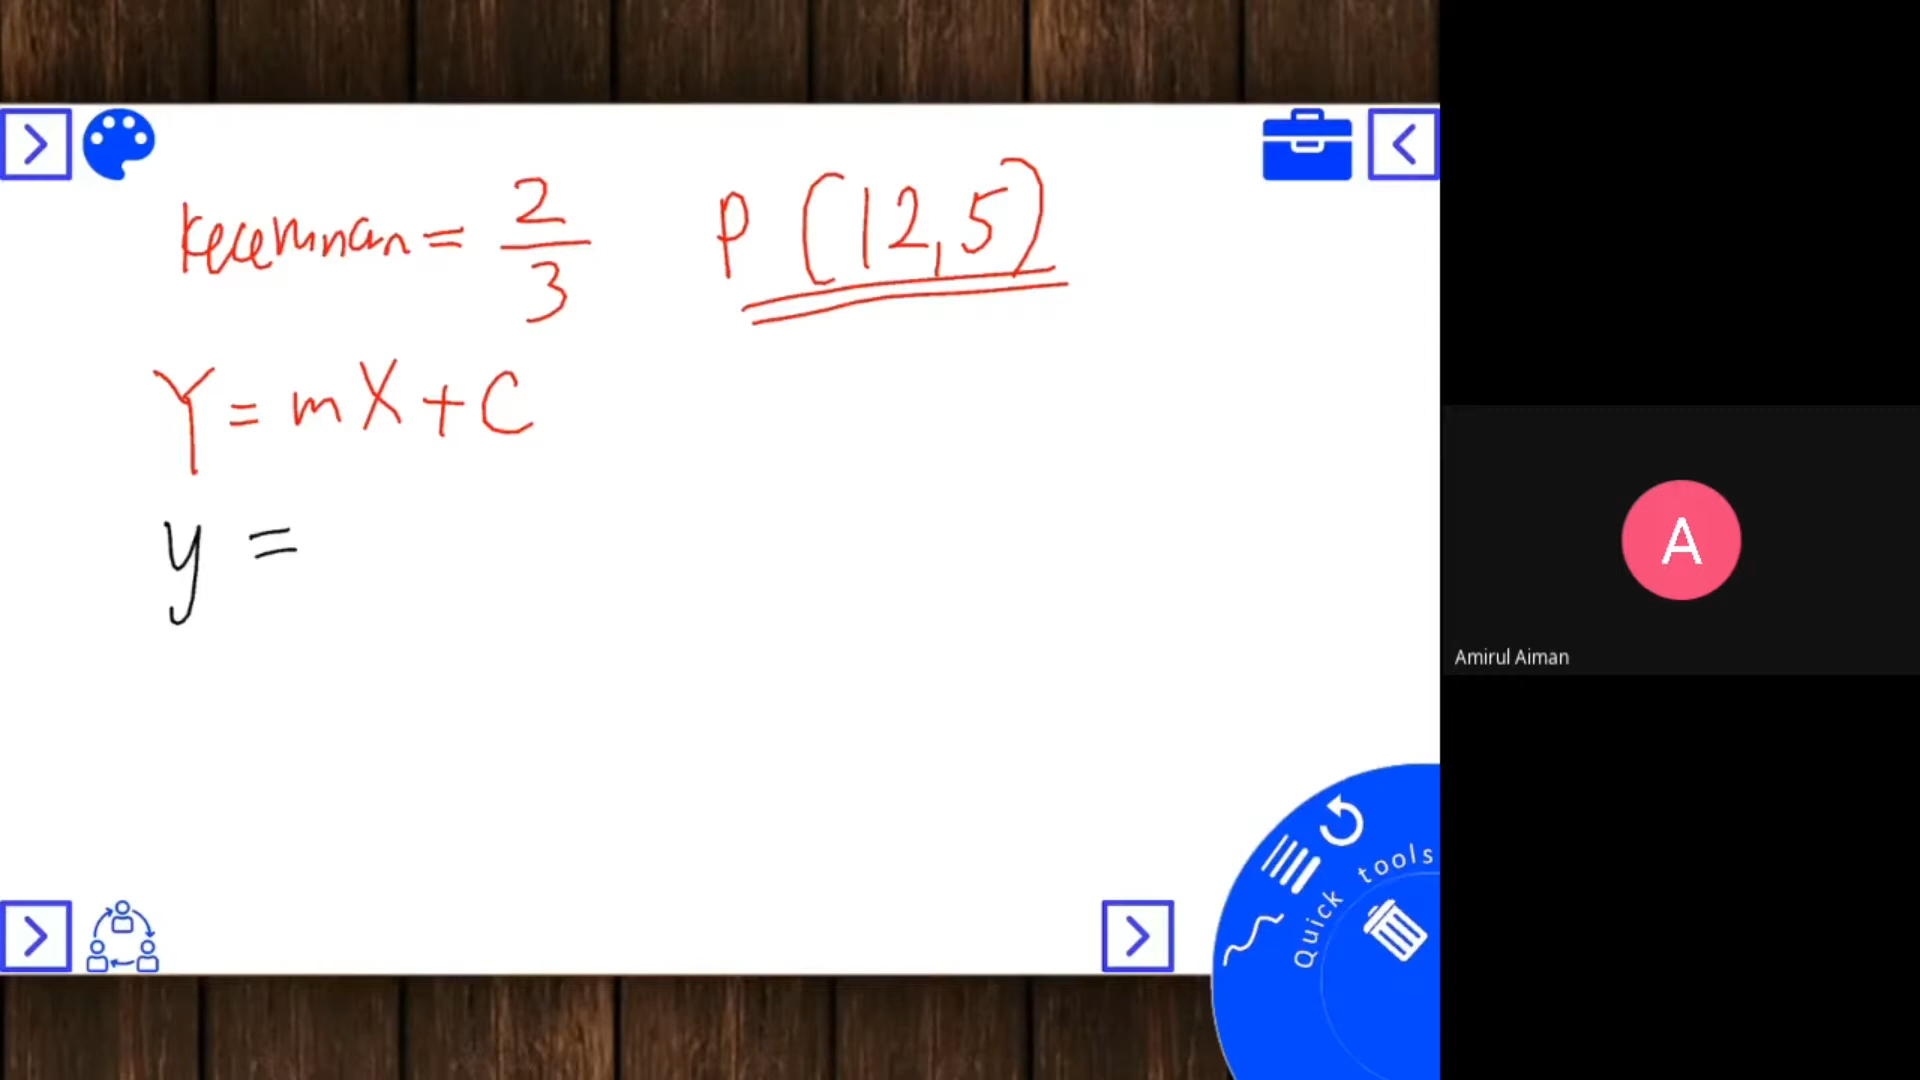 kecerunan = 2/3 P (12,5)
Y = mX + C
y =
A
Amirul Aiman
Quick tools